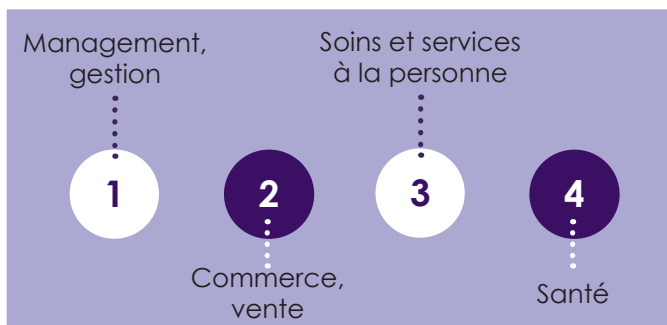 Management,
gestion
1
2
Commerce,
vente
Soins et services
à la personne
3
4
Santé